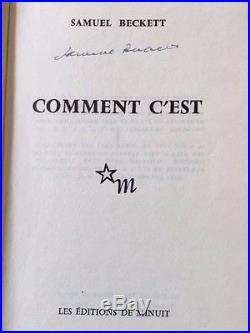 SAMUEL BECKETT
Samuel Beckett
COMMENT C'EST
m
LES ÉDITIONS DE MINUIT